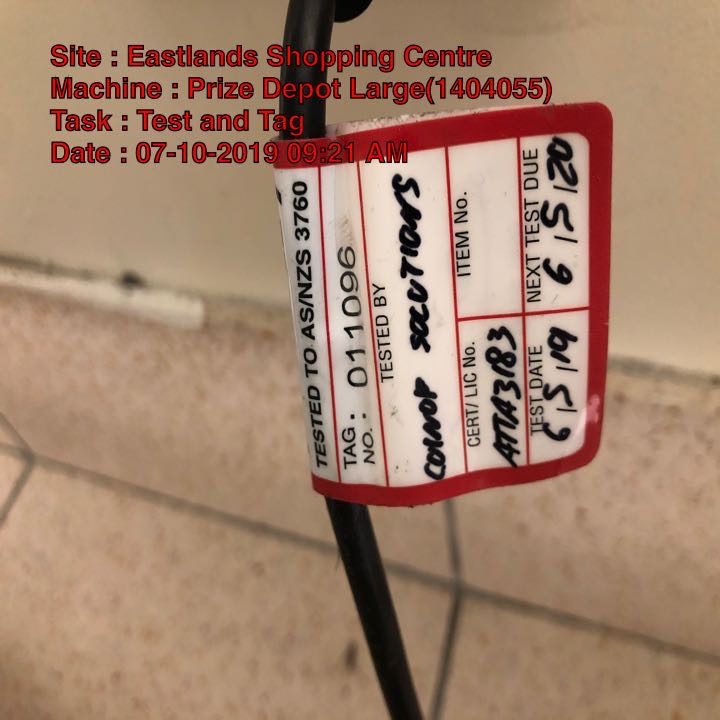 Site : Eastlands Shopping Centre
Machine : Prize Depot Large(1404055)
Task : Test and Tag
Date : 07-10-2019 09:21 AM
TESTED TO AS/NZS 3760
TAG NO. : 011096
TESTED BY
SOLUTIONS
CERT/ LIC No.
ITEM No.
TEST DATE
6/5/19
NEXT TEST DUE
6/5/20